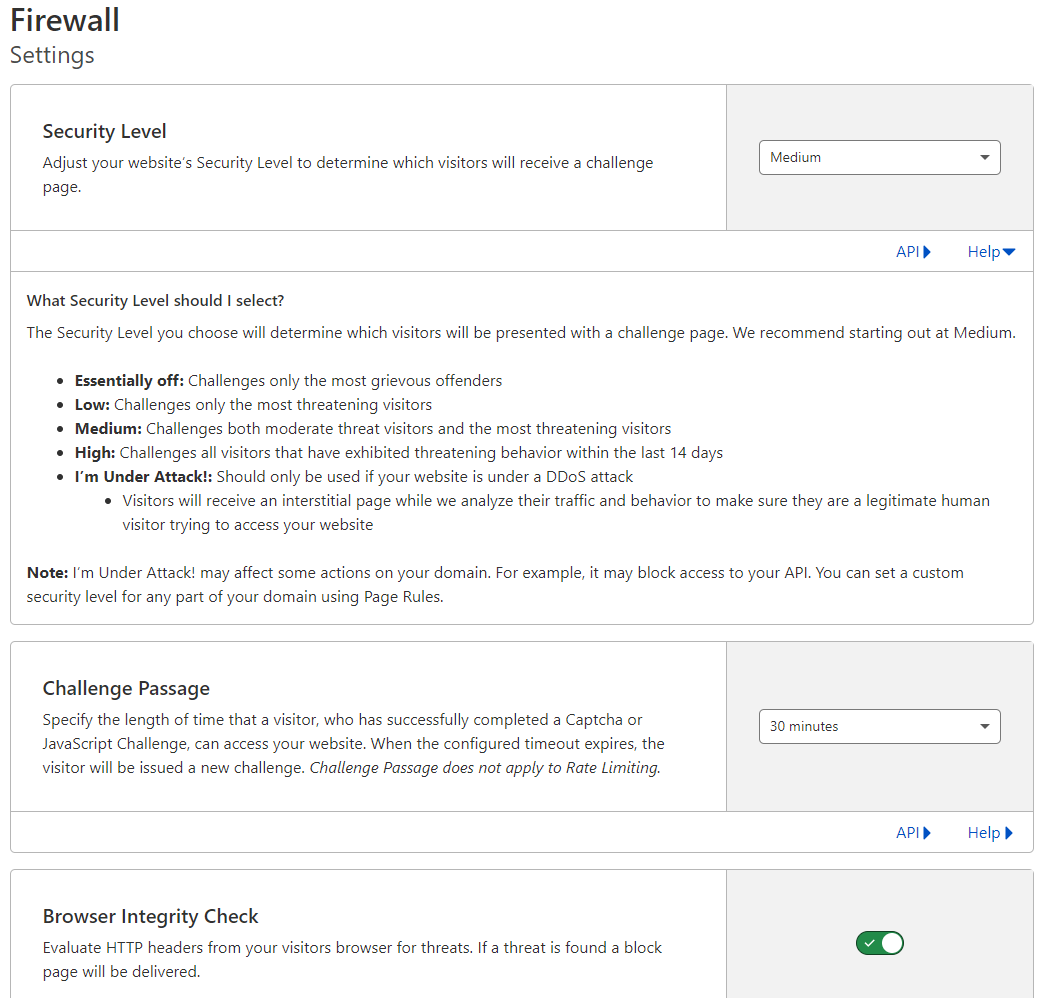 Firewall
Settings
Security Level
Adjust your website's Security Level to determine which visitors will receive a challenge
page.
Medium
API
Help
What Security Level should I select?
The Security Level you choose will determine which visitors will be presented with a challenge page. We recommend starting out at Medium.
Essentially off: Challenges only the most grievous offenders
Low: Challenges only the most threatening visitors
Medium: Challenges both moderate threat visitors and the most threatening visitors
High: Challenges all visitors that have exhibited threatening behavior within the last 14 days
I'm Under Attack!: Should only be used if your website is under a DDoS attack
Visitors will receive an interstitial page while we analyze their traffic and behavior to make sure they are a legitimate human
visitor trying to access your website
Note: I'm Under Attack! may affect some actions on your domain. For example, it may block access to your API. You can set a custom
security level for any part of your domain using Page Rules.
Challenge Passage
Specify the length of time that a visitor, who has successfully completed a Captcha or
JavaScript Challenge, can access your website. When the configured timeout expires, the
visitor will be issued a new challenge. Challenge Passage does not apply to Rate Limiting.
30 minutes
API
Help
Browser Integrity Check
Evaluate HTTP headers from your visitors browser for threats. If a threat is found a block
page will be delivered.